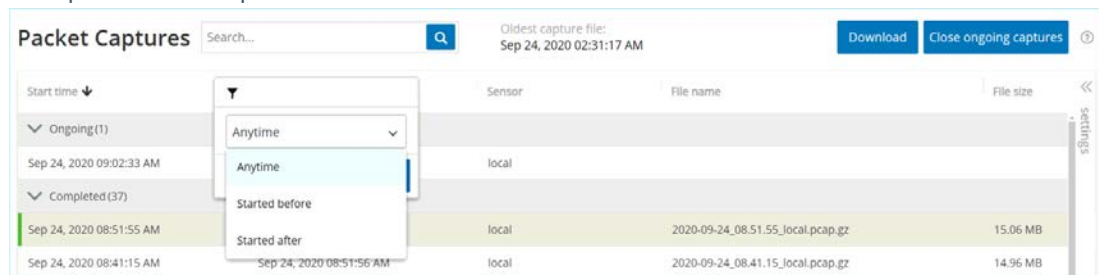 Packet Captures
Search...
Oldest capture file:
Sep 24, 2020 02:31:17 AM
Download
Close ongoing captures
Start time
Sensor
File name
File size
settings
Ongoing (1)
Anytime
Sep 24, 2020 09:02:33 AM
local
Anytime
Completed (37)
Started before
Sep 24, 2020 08:51:55 AM
local
2020-09-24_08.51.55_local.pcap.gz
15.06 MB
Started after
Sep 24, 2020 08:41:15 AM
Sep 24, 2020 08:51:56 AM
local
2020-09-24_08.41.15_local.pcap.gz
14.96 MB